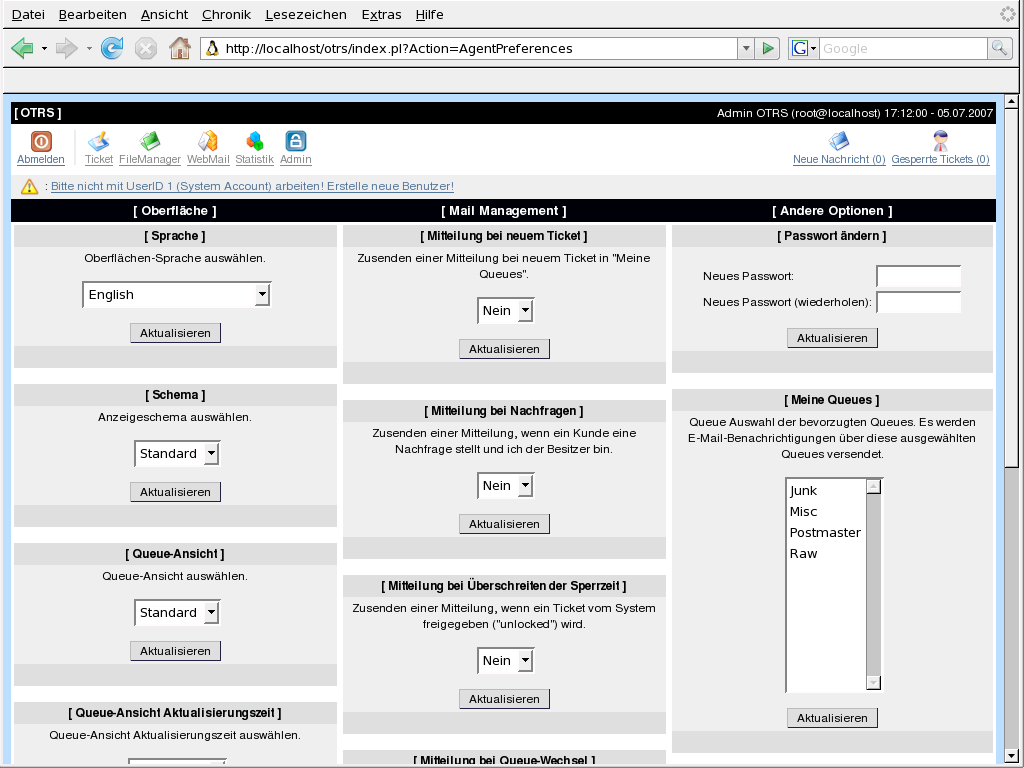 Datei Bearbeiten Ansicht Chronik Lesezeichen Extras Hilfe
http://localhost/otrs/index.pl?Action=AgentPreferences
G Google
[ OTRS ]
Admin OTRS (root@localhost) 17:12:00 - 05.07.2007
Abmelden Ticket FileManager WebMail Statistik Admin
Neue Nachricht (0) Gesperrte Tickets (0)
: Bitte nicht mit UserID 1 (System Account) arbeiten! Erstelle neue Benutzer!
[ Oberfläche ]
[ Sprache ]
Oberflächen-Sprache auswählen.
English
Aktualisieren
[ Schema ]
Anzeigeschema auswählen.
Standard
Aktualisieren
[ Queue-Ansicht ]
Queue-Ansicht auswählen.
Standard
Aktualisieren
[ Queue-Ansicht Aktualisierungszeit ]
Queue-Ansicht Aktualisierungszeit auswählen.
[ Mail Management ]
[ Mitteilung bei neuem Ticket ]
Zusenden einer Mitteilung bei neuem Ticket in "Meine
Queues".
Nein
Aktualisieren
[ Mitteilung bei Nachfragen ]
Zusenden einer Mitteilung, wenn ein Kunde eine
Nachfrage stellt und ich der Besitzer bin.
Nein
Aktualisieren
[ Mitteilung bei Überschreiten der Sperrzeit ]
Zusenden einer Mitteilung, wenn ein Ticket vom System
freigegeben ("unlocked") wird.
Nein
Aktualisieren
[ Mitteilung bei Queue-Wechsel ]
[ Andere Optionen ]
[ Passwort ändern ]
Neues Passwort:
Neues Passwort (wiederholen):
Aktualisieren
[ Meine Queues ]
Queue Auswahl der bevorzugten Queues. Es werden
E-Mail-Benachrichtigungen über diese ausgewählten
Queues versendet.
Junk
Misc
Postmaster
Raw
Aktualisieren